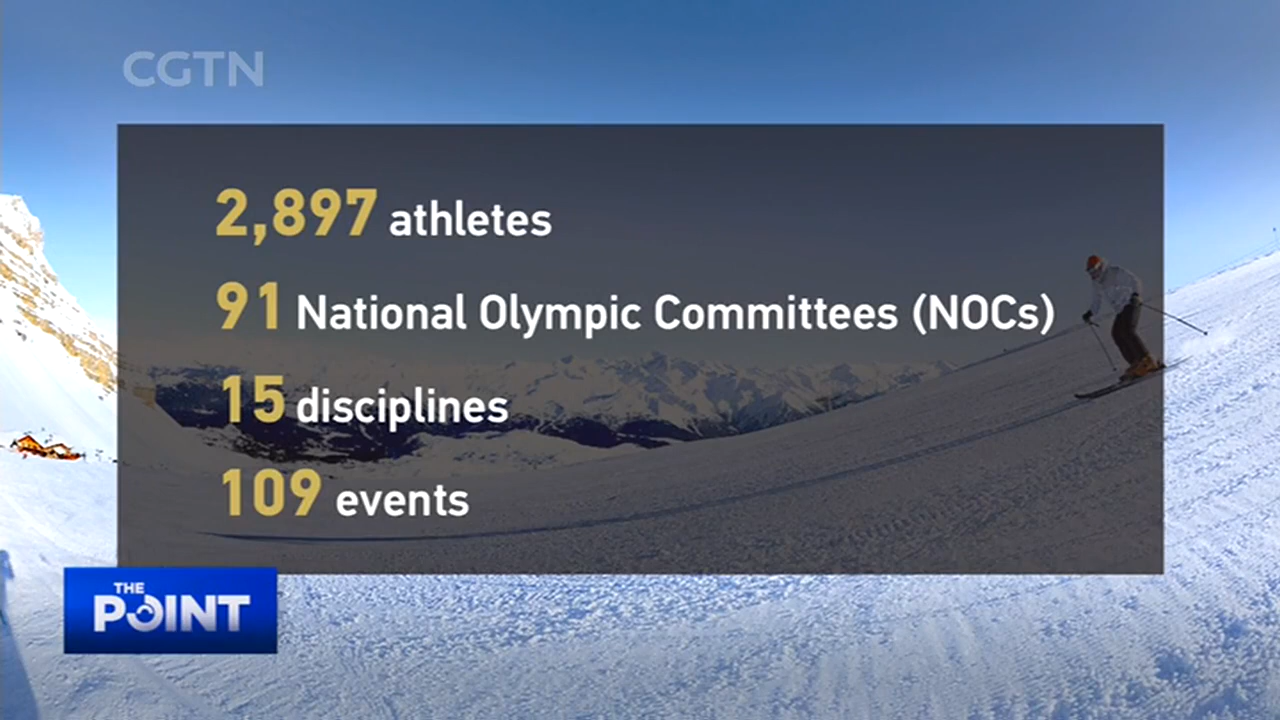 CGTN
2,897 athletes
91 National Olympic Committees (NOCs)
15 disciplines
109 events
THE
POINT